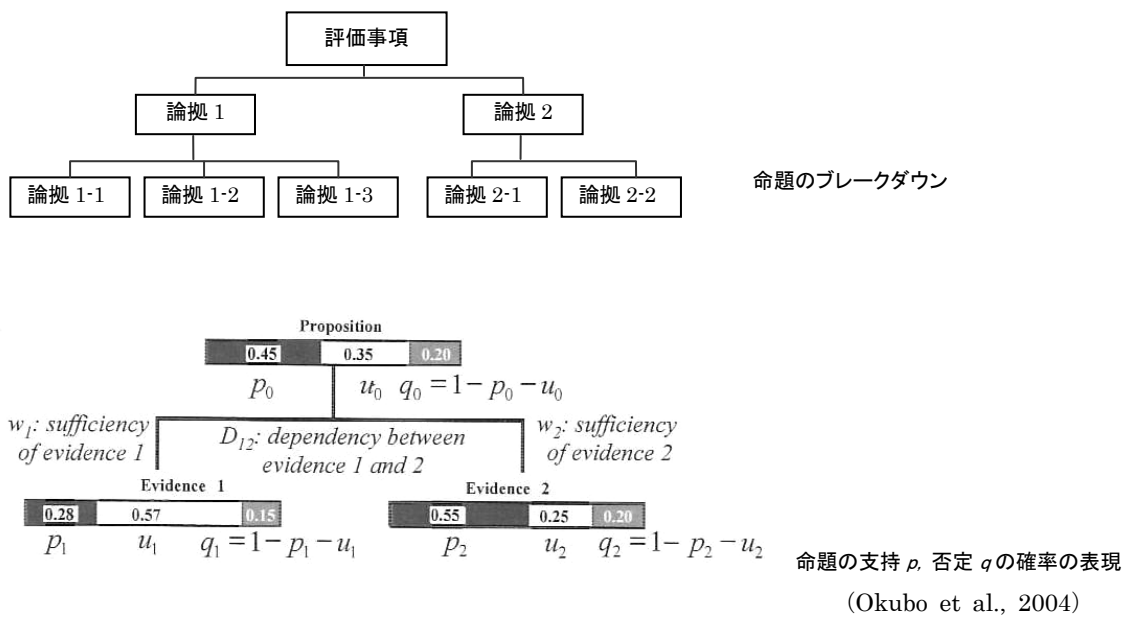 評価事項
論拠 1
論拠 2
論拠 1-1
論拠 1-2
論拠 1-3
論拠 2-1
論拠 2-2
命題のブレークダウン
Proposition
0.45 0.35 0.20
p₀ u₀ q₀ = 1 − p₀ − u₀
w₁: sufficiency
of evidence 1
D₁₂: dependency between
evidence 1 and 2
w₂: sufficiency
of evidence 2
Evidence 1
0.28 0.57 0.15
p₁ u₁ q₁ = 1 − p₁ − u₁
Evidence 2
0.55 0.25 0.20
p₂ u₂ q₂ = 1 − p₂ − u₂
命題の支持 p, 否定 q の確率の表現
(Okubo et al., 2004)